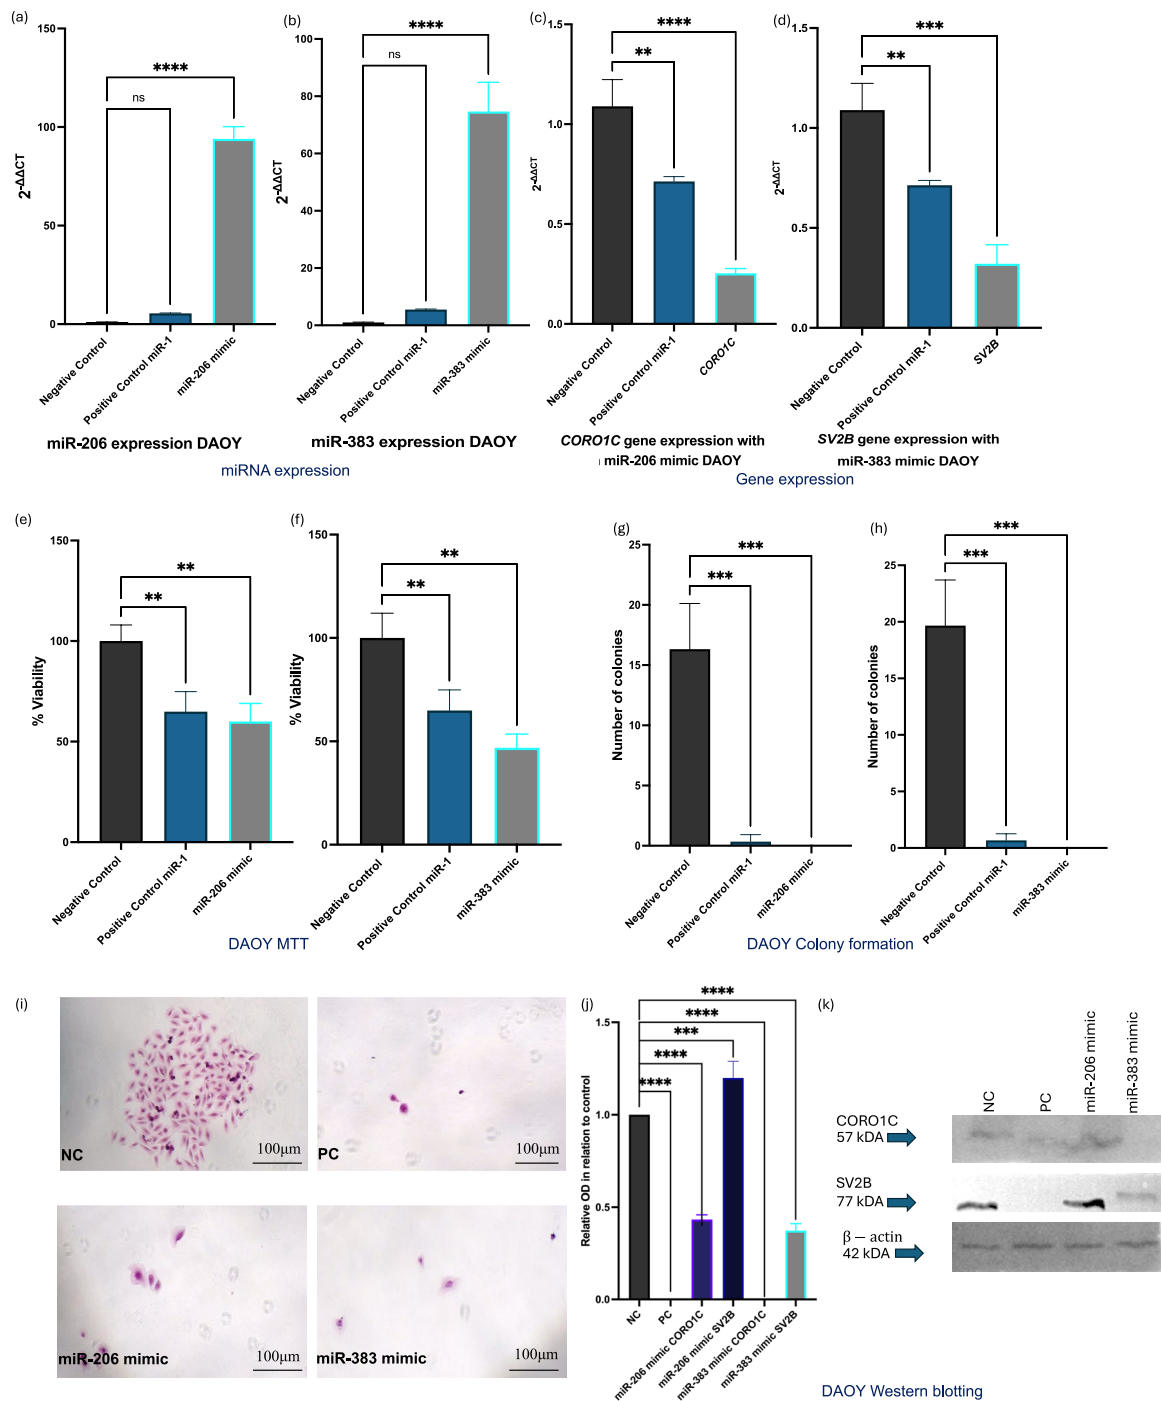 (a)
150
100
50
0
2-ΔΔCT
****
ns
Negative Control
Positive Control miR-1
miR-206 mimic
miR-206 expression DAOY
(b)
100
80
60
40
20
0
2-ΔΔCT
****
ns
Negative Control
Positive Control miR-1
miR-383 mimic
miR-383 expression DAOY
miRNA expression
(c)
1.5
1.0
0.5
0.0
2-ΔΔCT
****
**
Negative Control
Positive Control miR-1
CORO1C
CORO1C gene expression with
miR-206 mimic DAOY
(d)
1.5
1.0
0.5
0.0
2-ΔΔCT
***
**
Negative Control
Positive Control miR-1
SV2B
SV2B gene expression with
miR-383 mimic DAOY
Gene expression
(e)
150
100
50
0
% Viability
**
**
Negative Control
Positive Control miR-1
miR-206 mimic
(f)
150
100
50
0
% Viability
**
**
Negative Control
Positive Control miR-1
miR-383 mimic
DAOY MTT
(g)
25
20
15
10
5
0
Number of colonies
***
***
Negative Control
Positive Control miR-1
miR-206 mimic
(h)
25
20
15
10
5
0
Number of colonies
***
***
Negative Control
Positive Control miR-1
miR-383 mimic
DAOY Colony formation
(i)
NC
100μm
PC
100μm
miR-206 mimic
100μm
miR-383 mimic
100μm
(j)
1.5
1.0
0.5
0.0
Relative OD in relation to control
****
****
***
****
****
NC
PC
miR-206 mimic CORO1C
miR-206 mimic SV2B
miR-383 mimic CORO1C
miR-383 mimic SV2B
(k)
NC
PC
miR-206 mimic
miR-383 mimic
CORO1C
57 kDA
SV2B
77 kDA
β – actin
42 kDA
DAOY Western blotting